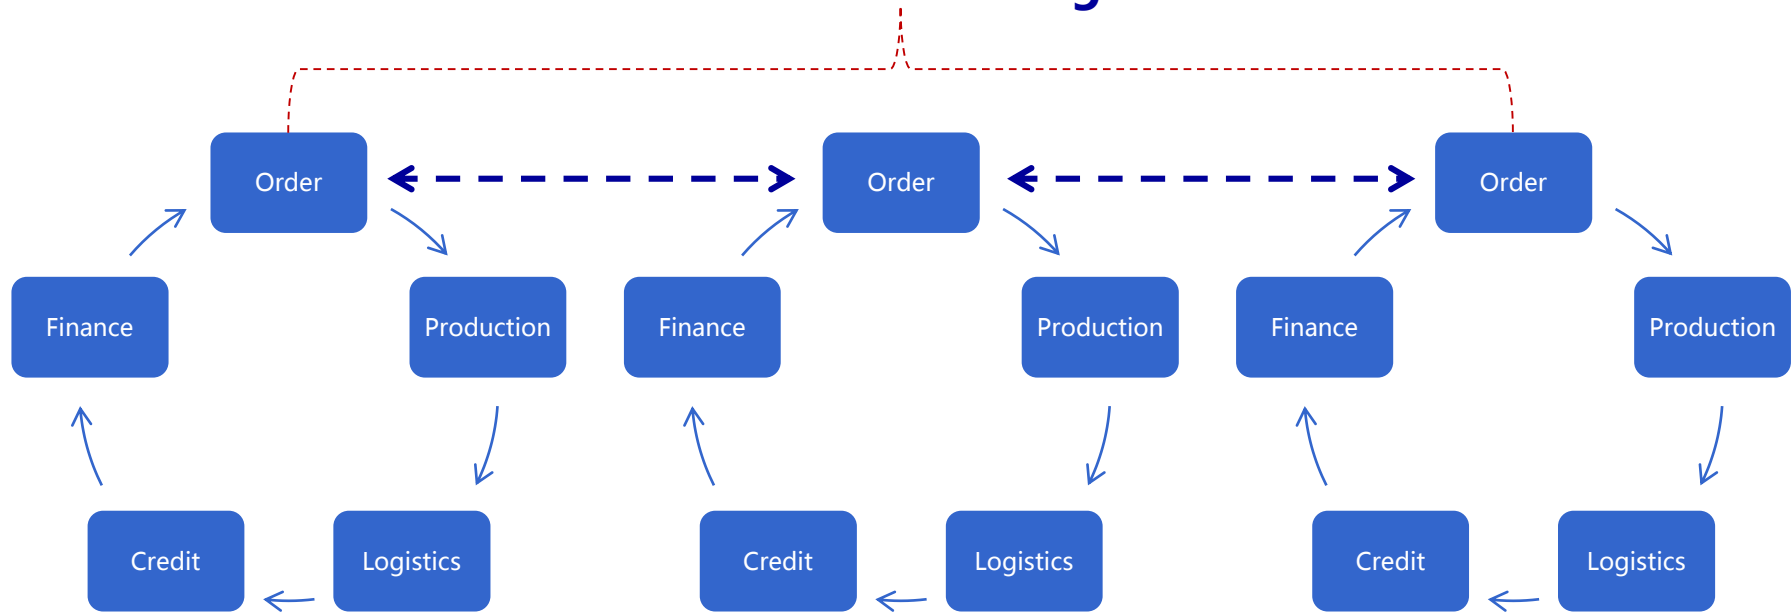 Order
Order
Order
Finance
Production
Finance
Production
Finance
Production
Credit
Logistics
Credit
Logistics
Credit
Logistics